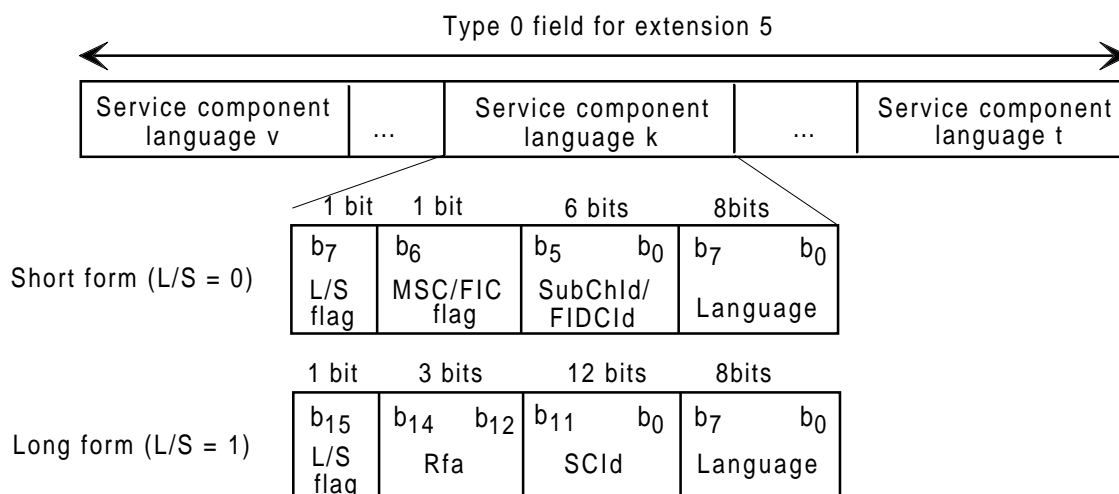 Type 0 field for extension 5
Service component language v
...
Service component language k
...
Service component language t
1 bit 1 bit 6 bits 8bits
Short form (L/S = 0)
b7 b6 b5 b0 b7 b0
L/S flag
MSC/FIC flag
SubChId/ FIDCId
Language
1 bit 3 bits 12 bits 8bits
Long form (L/S = 1)
b15 b14 b12 b11 b0 b7 b0
L/S flag
Rfa
SCId
Language